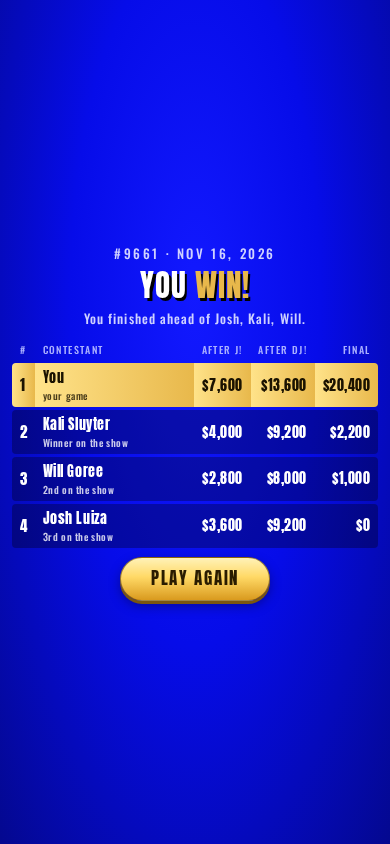 #9661 · NOV 16, 2026
YOU WIN!
You finished ahead of Josh, Kali, Will.
# CONTESTANT AFTER J! AFTER DJ! FINAL
1 You $7,600 $13,600 $20,400
your game
2 Kali Sluyter $4,000 $9,200 $2,200
Winner on the show
3 Will Goree $2,800 $8,000 $1,000
2nd on the show
4 Josh Luiza $3,600 $9,200 $0
3rd on the show
PLAY AGAIN